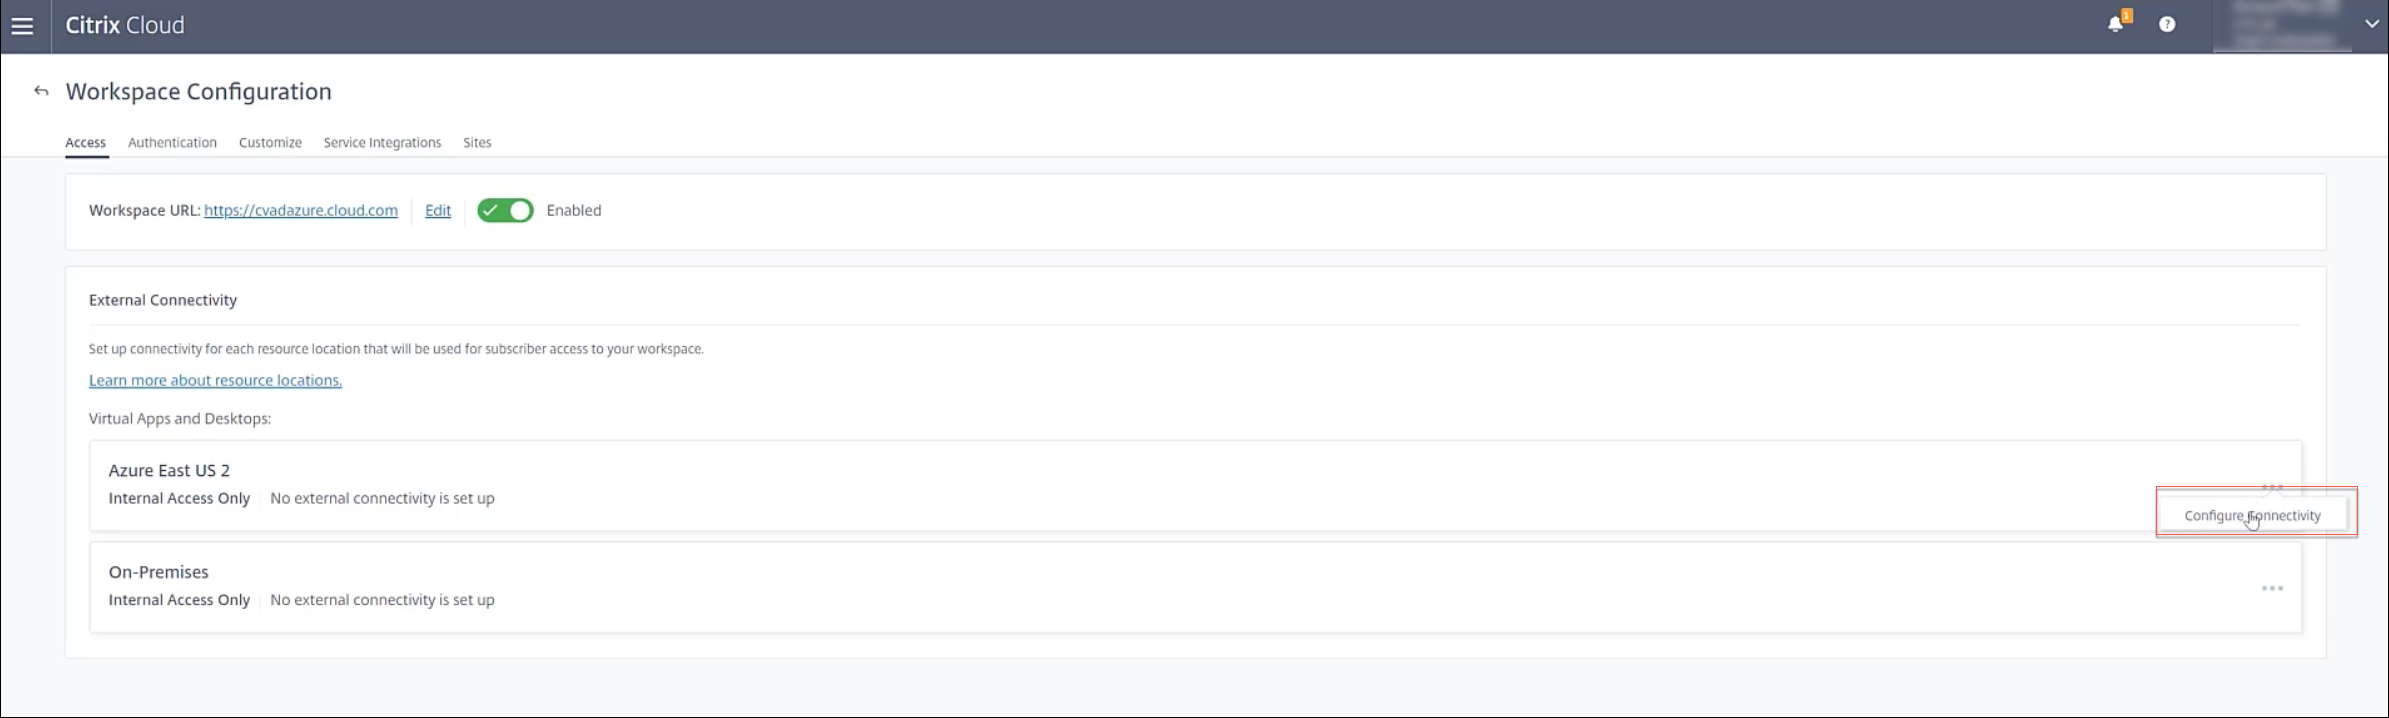 Citrix Cloud
1
?
Workspace Configuration
Access Authentication Customize Service Integrations Sites
Workspace URL: https://cvadazure.cloud.com Edit Enabled
External Connectivity
Set up connectivity for each resource location that will be used for subscriber access to your workspace.
Learn more about resource locations.
Virtual Apps and Desktops:
Azure East US 2
Internal Access Only No external connectivity is set up
Configure Connectivity
On-Premises
Internal Access Only No external connectivity is set up